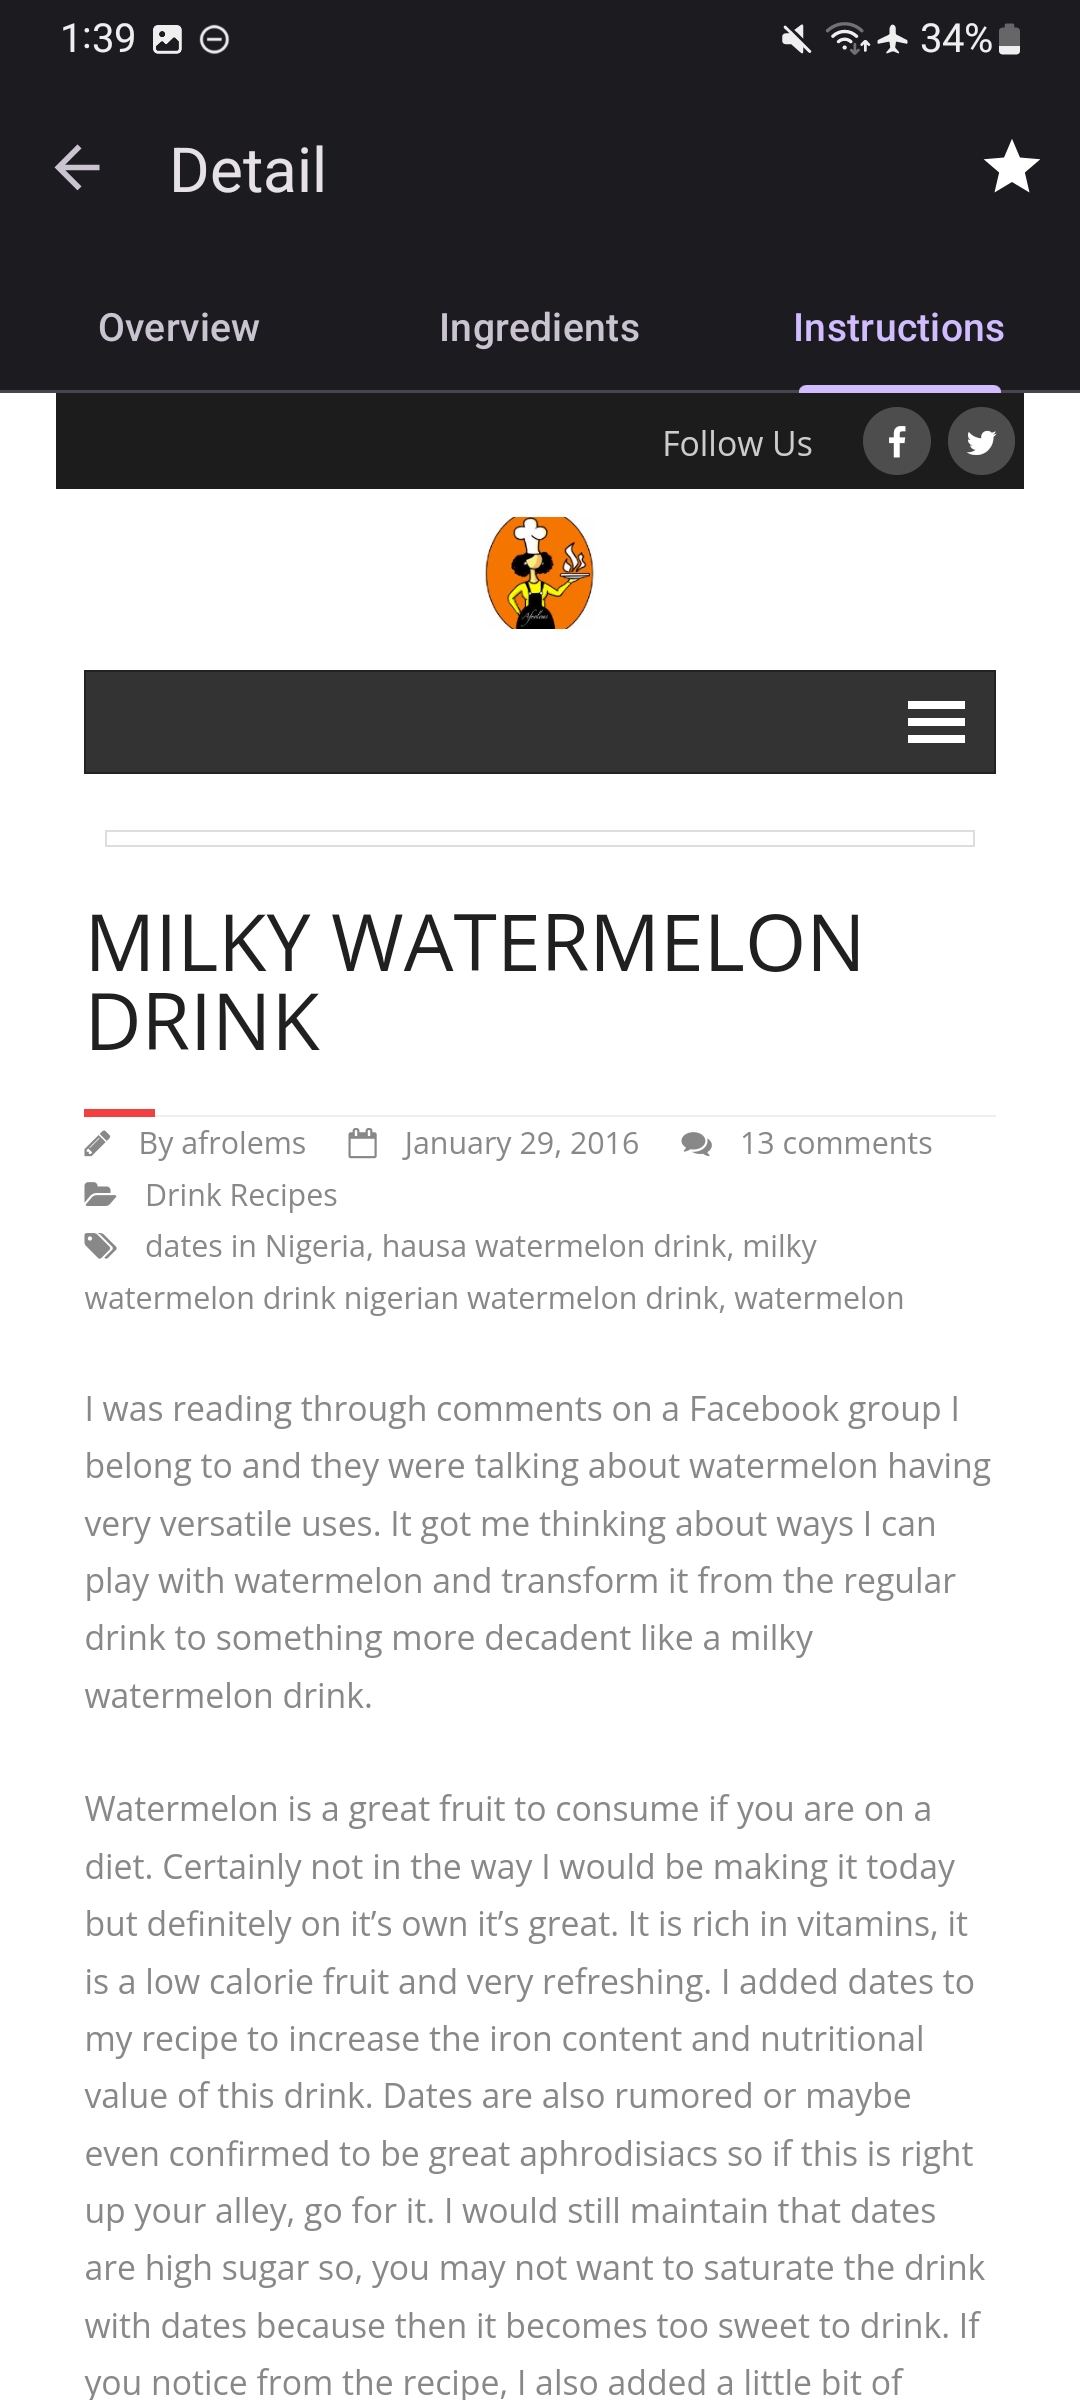 1:39
34%
Detail
Overview
Ingredients
Instructions
Follow Us
Afrolems
MILKY WATERMELON
DRINK
By afrolems January 29, 2016 13 comments
Drink Recipes
dates in Nigeria, hausa watermelon drink, milky
watermelon drink nigerian watermelon drink, watermelon
I was reading through comments on a Facebook group I
belong to and they were talking about watermelon having
very versatile uses. It got me thinking about ways I can
play with watermelon and transform it from the regular
drink to something more decadent like a milky
watermelon drink.
Watermelon is a great fruit to consume if you are on a
diet. Certainly not in the way I would be making it today
but definitely on it’s own it’s great. It is rich in vitamins, it
is a low calorie fruit and very refreshing. I added dates to
my recipe to increase the iron content and nutritional
value of this drink. Dates are also rumored or maybe
even confirmed to be great aphrodisiacs so if this is right
up your alley, go for it. I would still maintain that dates
are high sugar so, you may not want to saturate the drink
with dates because then it becomes too sweet to drink. If
you notice from the recipe, I also added a little bit of